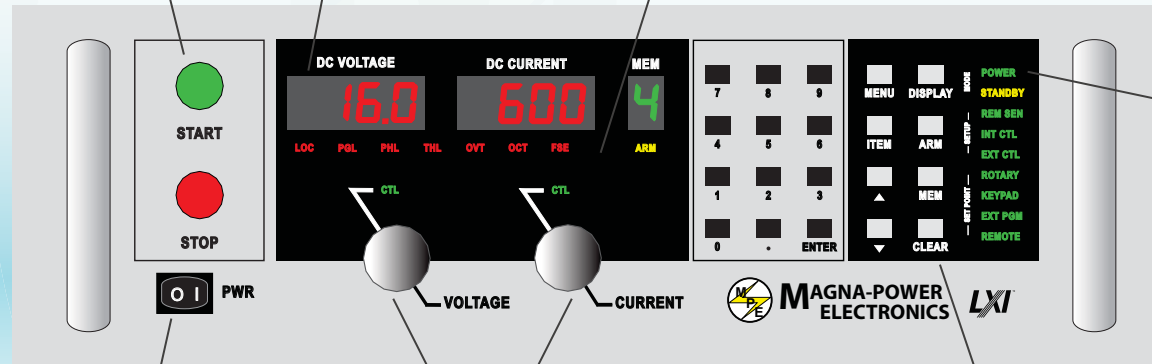 START
STOP
O I PWR
DC VOLTAGE DC CURRENT MEM
16.0 600 4
LOC PGL PHL THL OVT OCT FSE ARM
CTL CTL
VOLTAGE CURRENT
7 8 9
4 5 6
1 2 3
0 . ENTER
MENU DISPLAY
ITEM ARM
▲ MEM
▼ CLEAR
MODE
SETUP
SET POINT
POWER
STANDBY
REM SEN
INT CTL
EXT CTL
ROTARY
KEYPAD
EXT PGM
REMOTE
MPE
MAGNA-POWER
ELECTRONICS
LXI